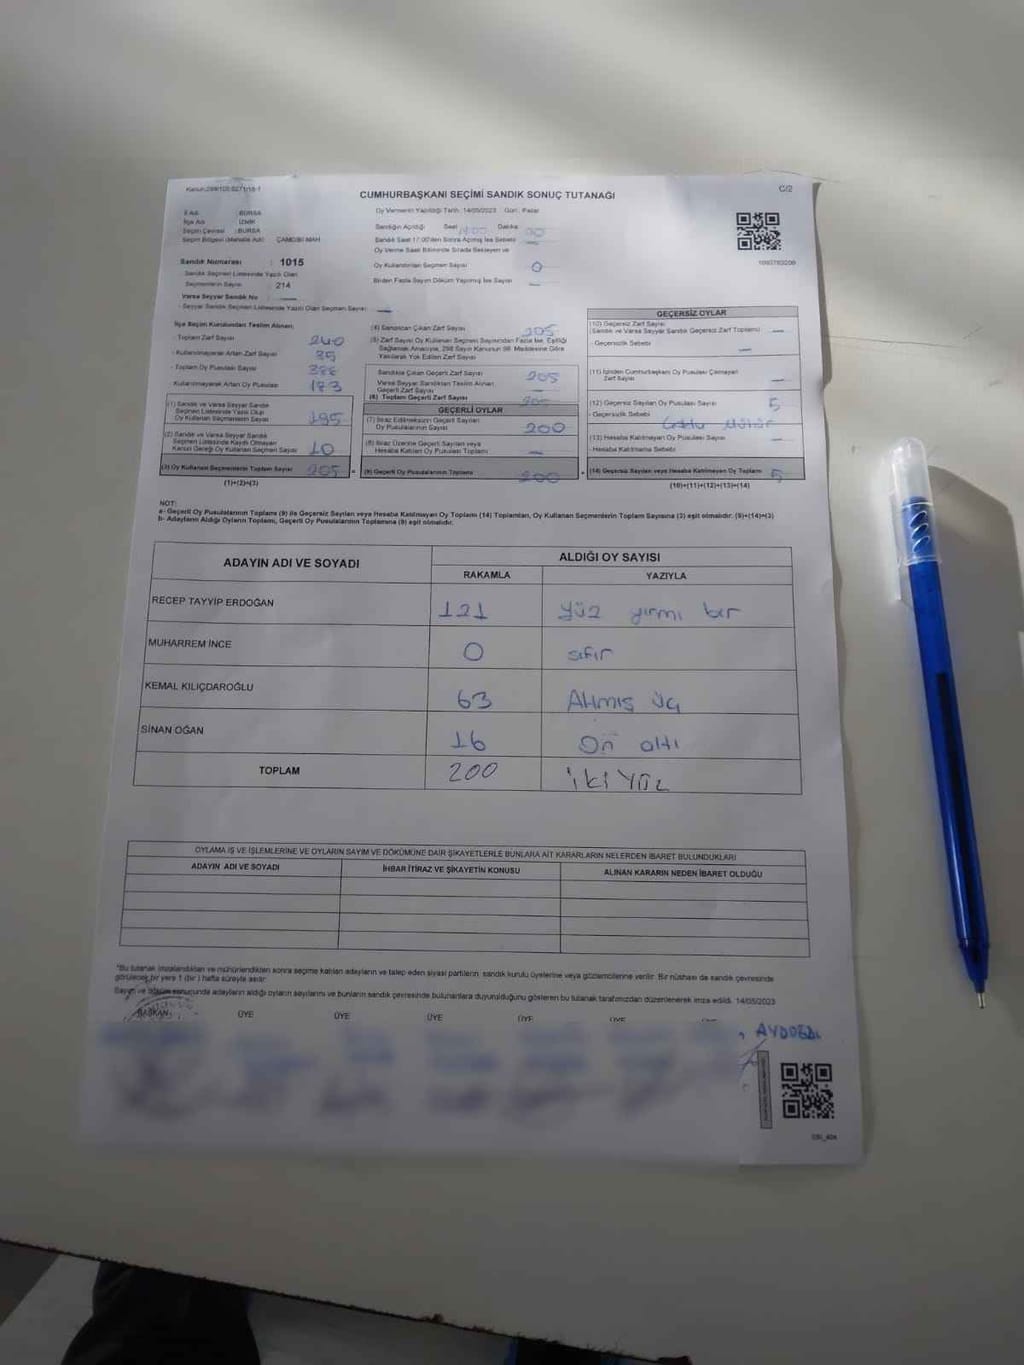 CUMHURBAŞKANI SEÇİMİ SANDIK SONUÇ TUTANAĞI
C/2
Oy Vermenin Yapıldığı Tarih: 14/05/2023 Gün: Pazar
İl Adı : BURSA
İlçe Adı : İZNİK
Seçim Çevresi : BURSA
Seçim Bölgesi (Mahalle Adı) : ÇAMDİBİ MAH
Sandığın Açıldığı Saat Dakika
Sandık Saat 17:00'den Sonra Açılmış İse Sebebi
Oy Verme Saati Bitiminde Sırada Bekleyen ve
Oy Kullandırılan Seçmen Sayısı 0
Birden Fazla Sayım Döküm Yapılmış İse Sayısı
Sandık Numarası : 1015
Sandık Seçmen Listesinde Yazılı Olan
Seçmenlerin Sayısı : 214
Varsa Seyyar Sandık No
- Seyyar Sandık Seçmen Listesinde Yazılı Olan Seçmen Sayısı
İlçe Seçim Kurulundan Teslim Alınan:
- Toplam Zarf Sayısı 240
- Kullanılmayarak Artan Zarf Sayısı 35
- Toplam Oy Pusulası Sayısı
Kullanılmayarak Artan Oy Pusulası
(1) Sandık ve Varsa Seyyar Sandık
Seçmen Listesinde Yazılı Olup
Oy Kullanan Seçmenlerin Sayısı 195
(2) Sandık ve Varsa Seyyar Sandık
Seçmen Listesinde Kaydı Olmayan
Kanun Gereği Oy Kullanan Seçmen Sayısı 10
(3) Oy Kullanan Seçmenlerin Toplam Sayısı 205
(1)+(2)=(3)
(4) Sandıktan Çıkan Zarf Sayısı 205
(5) Zarf Sayısı Oy Kullanan Seçmen Sayısından Fazla İse, Eşitliği
Sağlamak Amacıyla, 298 Sayılı Kanunun 98. Maddesine Göre
Yakılarak Yok Edilen Zarf Sayısı
Sandıkta Çıkan Geçerli Zarf Sayısı 205
Varsa Seyyar Sandıktan Teslim Alınan
Geçerli Zarf Sayısı
(6) Toplam Geçerli Zarf Sayısı
GEÇERLİ OYLAR
(7) İtiraz Edilmeksizin Geçerli Sayılan
Oy Pusulalarının Sayısı 200
(8) İtiraz Üzerine Geçerli Sayılan veya
Hesaba Katılan Oy Pusulası Toplamı
(9) Geçerli Oy Pusulalarının Toplamı 200
GEÇERSİZ OYLAR
(10) Geçersiz Zarf Sayısı
(Sandık ve Varsa Seyyar Sandık Geçersiz Zarf Toplamı)
- Geçersizlik Sebebi
(11) İçinden Cumhurbaşkanı Oy Pusulası Çıkmayan
Zarf Sayısı
(12) Geçersiz Sayılan Oy Pusulası Sayısı 5
- Geçersizlik Sebebi
(13) Hesaba Katılmayan Oy Pusulası Sayısı
Hesaba Katılmama Sebebi
(14) Geçersiz Sayılan veya Hesaba Katılmayan Oy Toplamı 5
(10)+(11)+(12)+(13)=(14)
NOT:
a- Geçerli Oy Pusulalarının Toplamı (9) ile Geçersiz Sayılan veya Hesaba Katılmayan Oy Toplamı (14) Toplamları, Oy Kullanan Seçmenlerin Toplam Sayısına (3) eşit olmalıdır. (9)+(14)=(3)
b- Adayların Aldığı Oyların Toplamı, Geçerli Oy Pusulalarının Toplamına (9) eşit olmalıdır.
ADAYIN ADI VE SOYADI
ALDIĞI OY SAYISI
RAKAMLA YAZIYLA
RECEP TAYYİP ERDOĞAN 121 Yüz yirmi bir
MUHARREM İNCE 0 sıfır
KEMAL KILIÇDAROĞLU 63 Altmış üç
SİNAN OĞAN 16 On altı
TOPLAM 200 İKİ YÜZ
OYLAMA İŞ VE İŞLEMLERİNE VE OYLARIN SAYIM VE DÖKÜMÜNE DAİR ŞİKAYETLERLE BUNLARA AİT KARARLARIN NELERDEN İBARET BULUNDUKLARI
ADAYIN ADI VE SOYADI İHBAR İTİRAZ VE ŞİKAYETİN KONUSU ALINAN KARARIN NEDEN İBARET OLDUĞU
*Bu tutanak imzalandıktan ve mühürlendikten sonra seçime katılan adayların ve talep eden siyasi partilerin sandık kurulu üyelerine veya gözlemcilerine verilir. Bir nüshası da sandık çevresinde
görülecek bir yere 1 (bir) hafta süreyle asılır.
Sayım ve döküm sonucunda adayların aldığı oyların sayılarını ve bunların sandık çevresinde bulunanlara duyurulduğunu gösteren bu tutanak tarafımızdan düzenlenerek imza edildi. 14/05/2023
BAŞKAN ÜYE ÜYE ÜYE ÜYE ÜYE